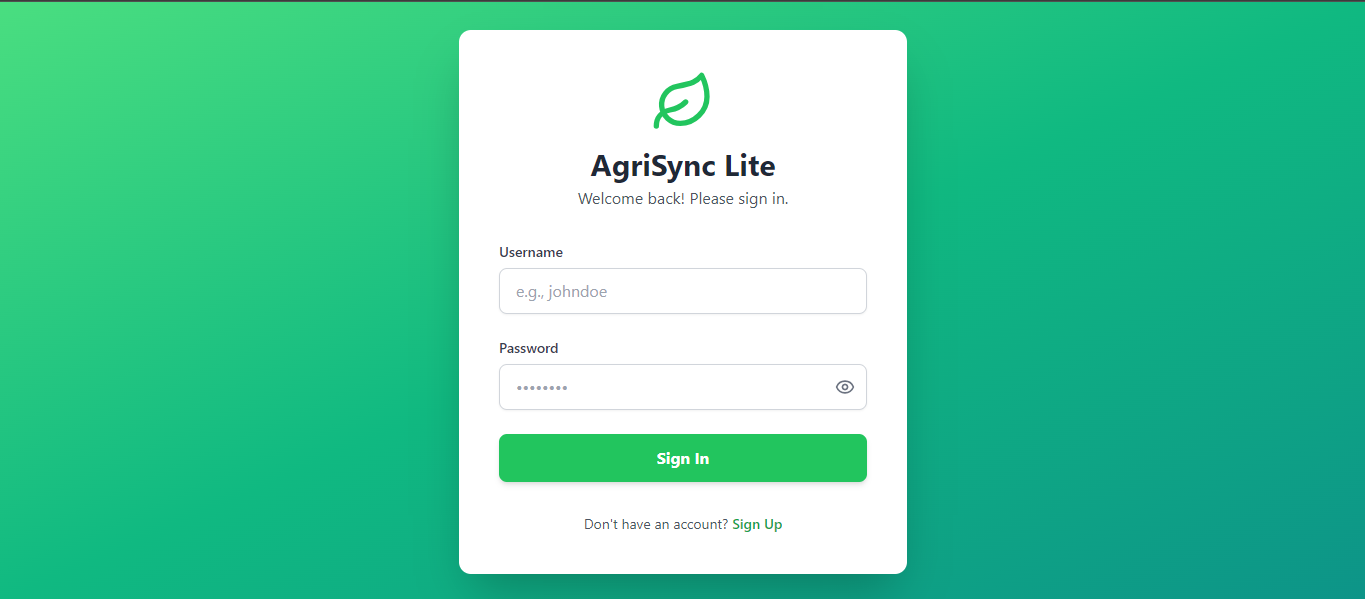 AgriSync Lite
Welcome back! Please sign in.
Username
e.g., johndoe
Password
••••••••
Sign In
Don't have an account? Sign Up